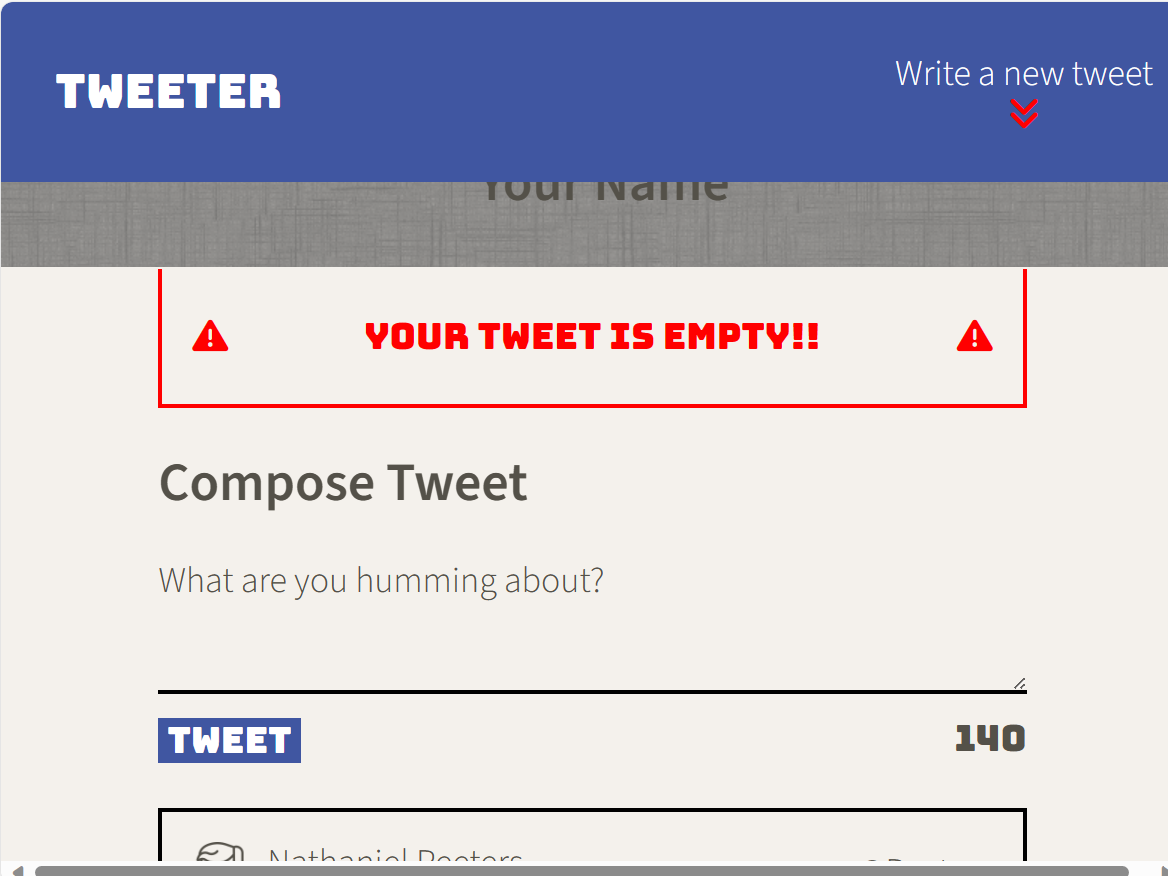 TWEETER
Write a new tweet
Your Name
YOUR TWEET IS EMPTY!!
Compose Tweet
What are you humming about?
TWEET
140
Nathaniel Peeters